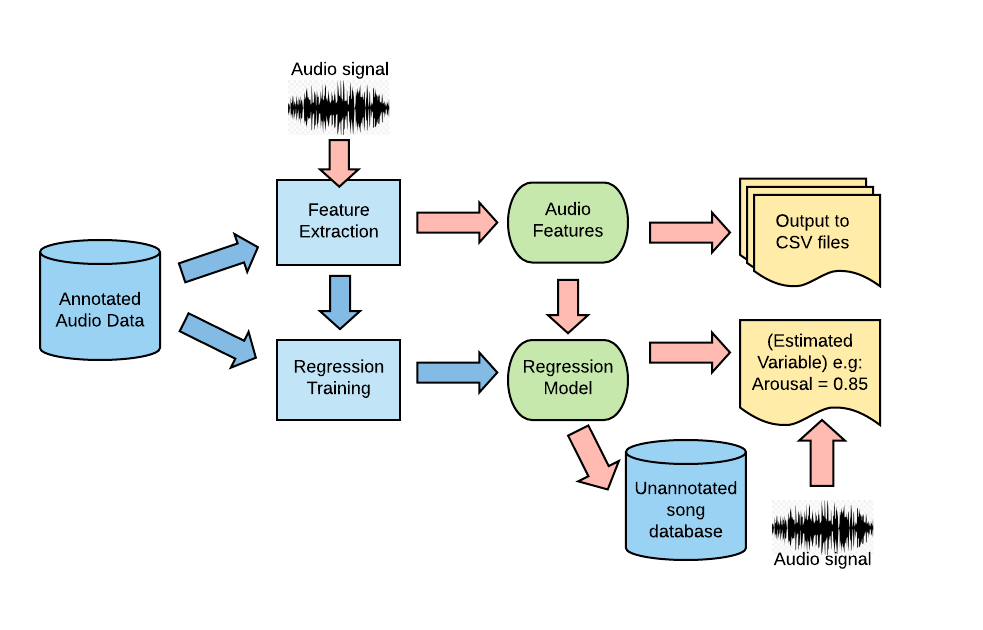 Audio signal
Feature
Extraction
Audio
Features
Output to
CSV files
Annotated
Audio Data
Regression
Training
Regression
Model
(Estimated
Variable) e.g:
Arousal = 0.85
Unannotated
song
database
Audio signal